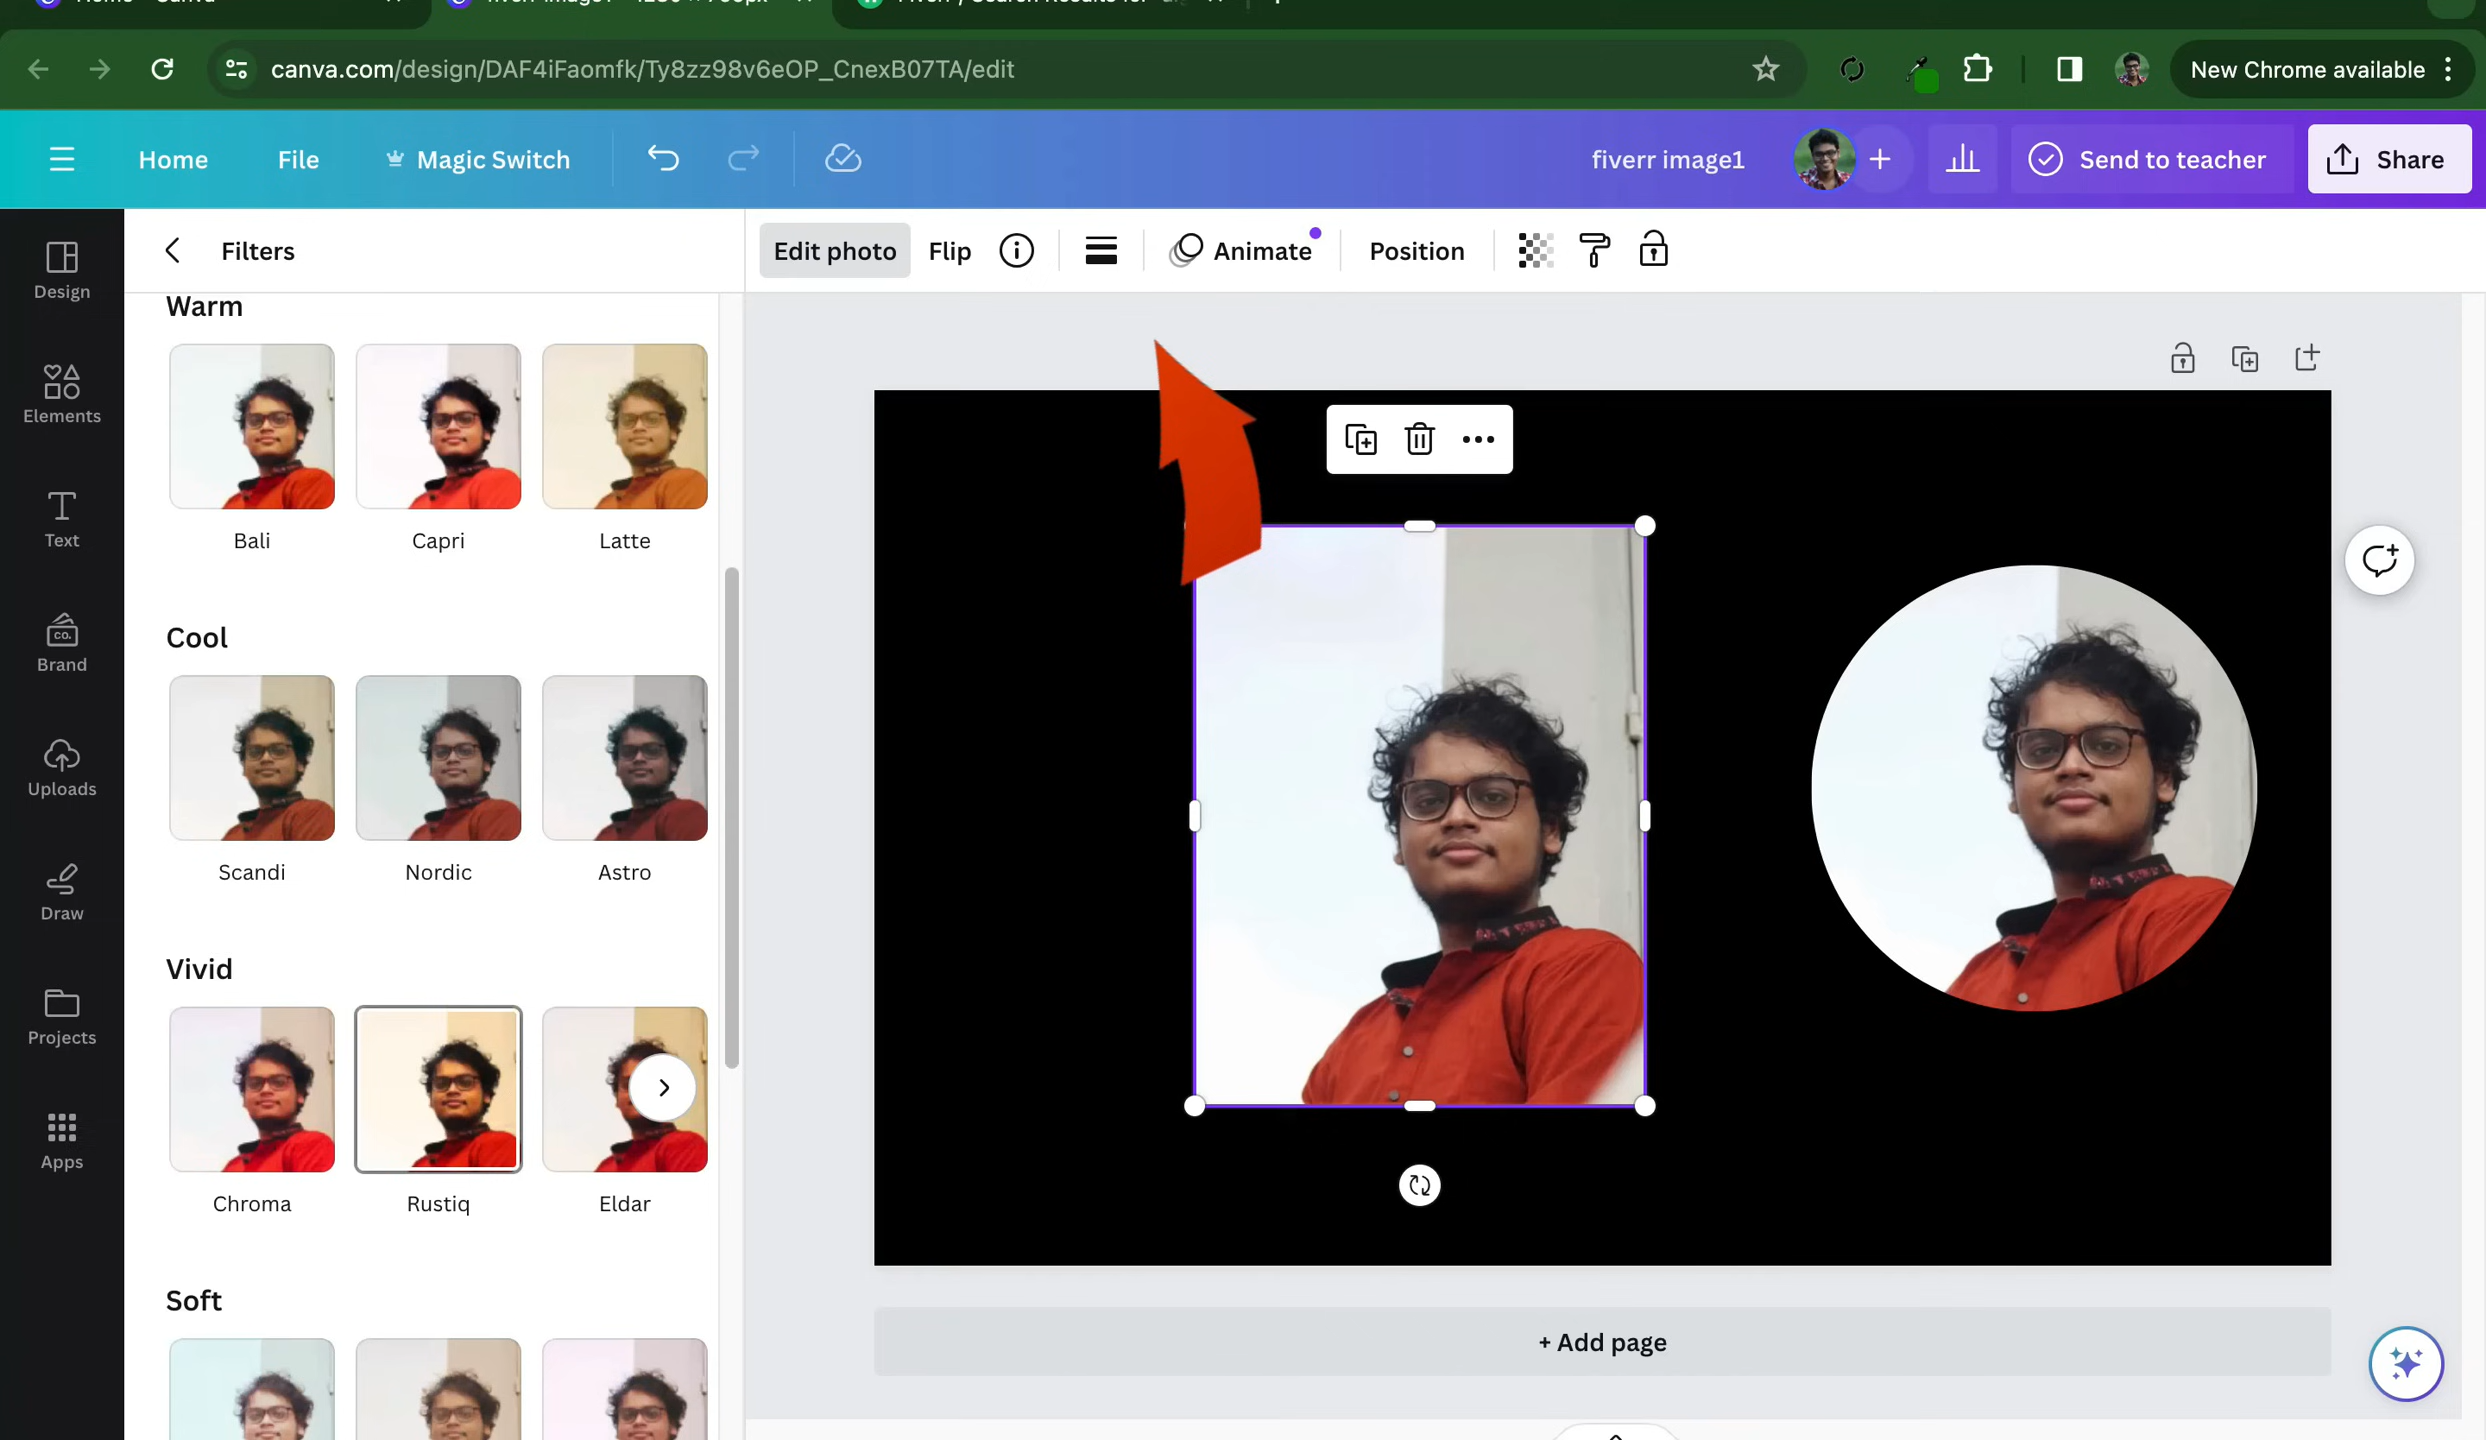 canva.com/design/DAF4iFaomfk/Ty8zz98v6eOP_CnexB07TA/edit
New Chrome available
Home
File
Magic Switch
fiverr image1
Send to teacher
Share
Design
Elements
Text
Brand
co.
Uploads
Draw
Projects
Apps
Filters
Edit photo
Flip
Animate
Position
Warm
Bali
Capri
Latte
Cool
Scandi
Nordic
Astro
Vivid
Chroma
Rustiq
Eldar
Soft
+ Add page